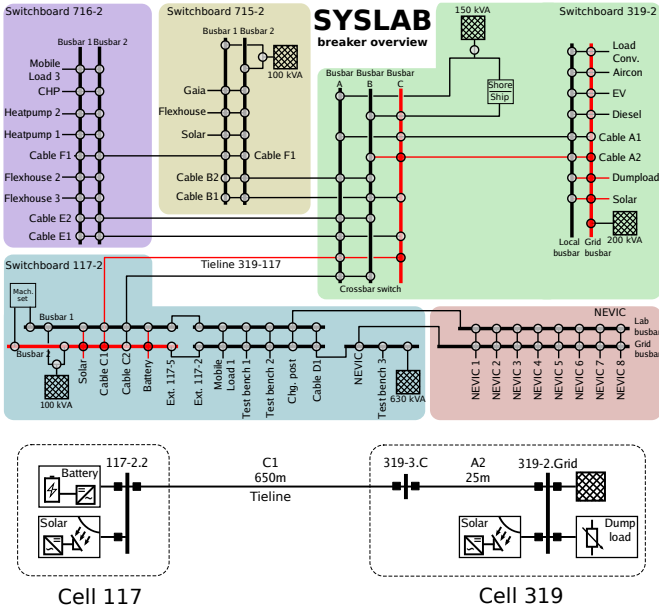 Switchboard 716-2
Busbar 1 Busbar 2
Mobile
Load 3
CHP
Heatpump 2
Heatpump 1
Cable F1
Flexhouse 2
Flexhouse 3
Cable E2
Cable E1
Switchboard 715-2
Busbar 1 Busbar 2
100 kVA
Gaia
Flexhouse
Solar
Cable F1
Cable B2
Cable B1
SYSLAB
breaker overview
150 kVA
Switchboard 319-2
Busbar Busbar Busbar
A B C
Shore
Ship
Load
Conv.
Aircon
EV
Diesel
Cable A1
Cable A2
Dumpload
Solar
200 kVA
Local
busbar
Grid
busbar
Crossbar switch
Tieline 319-117
Switchboard 117-2
Mach.
set
Busbar 1
Busbar 2
100 kVA
Solar
Cable C1
Cable C2
Battery
Ext. 117-5
Ext. 117-2
Mobile
Load 1
Test bench 1
Test bench 2
Chg. post
Cable D1
NEVIC
Test bench 3
630 kVA
NEVIC
Lab
busbar
Grid
busbar
NEVIC 1
NEVIC 2
NEVIC 3
NEVIC 4
NEVIC 5
NEVIC 6
NEVIC 7
NEVIC 8
117-2.2
Battery
Solar
C1
650m
Tieline
319-3.C
A2
25m
319-2.Grid
Solar
Dump
load
Cell 117
Cell 319